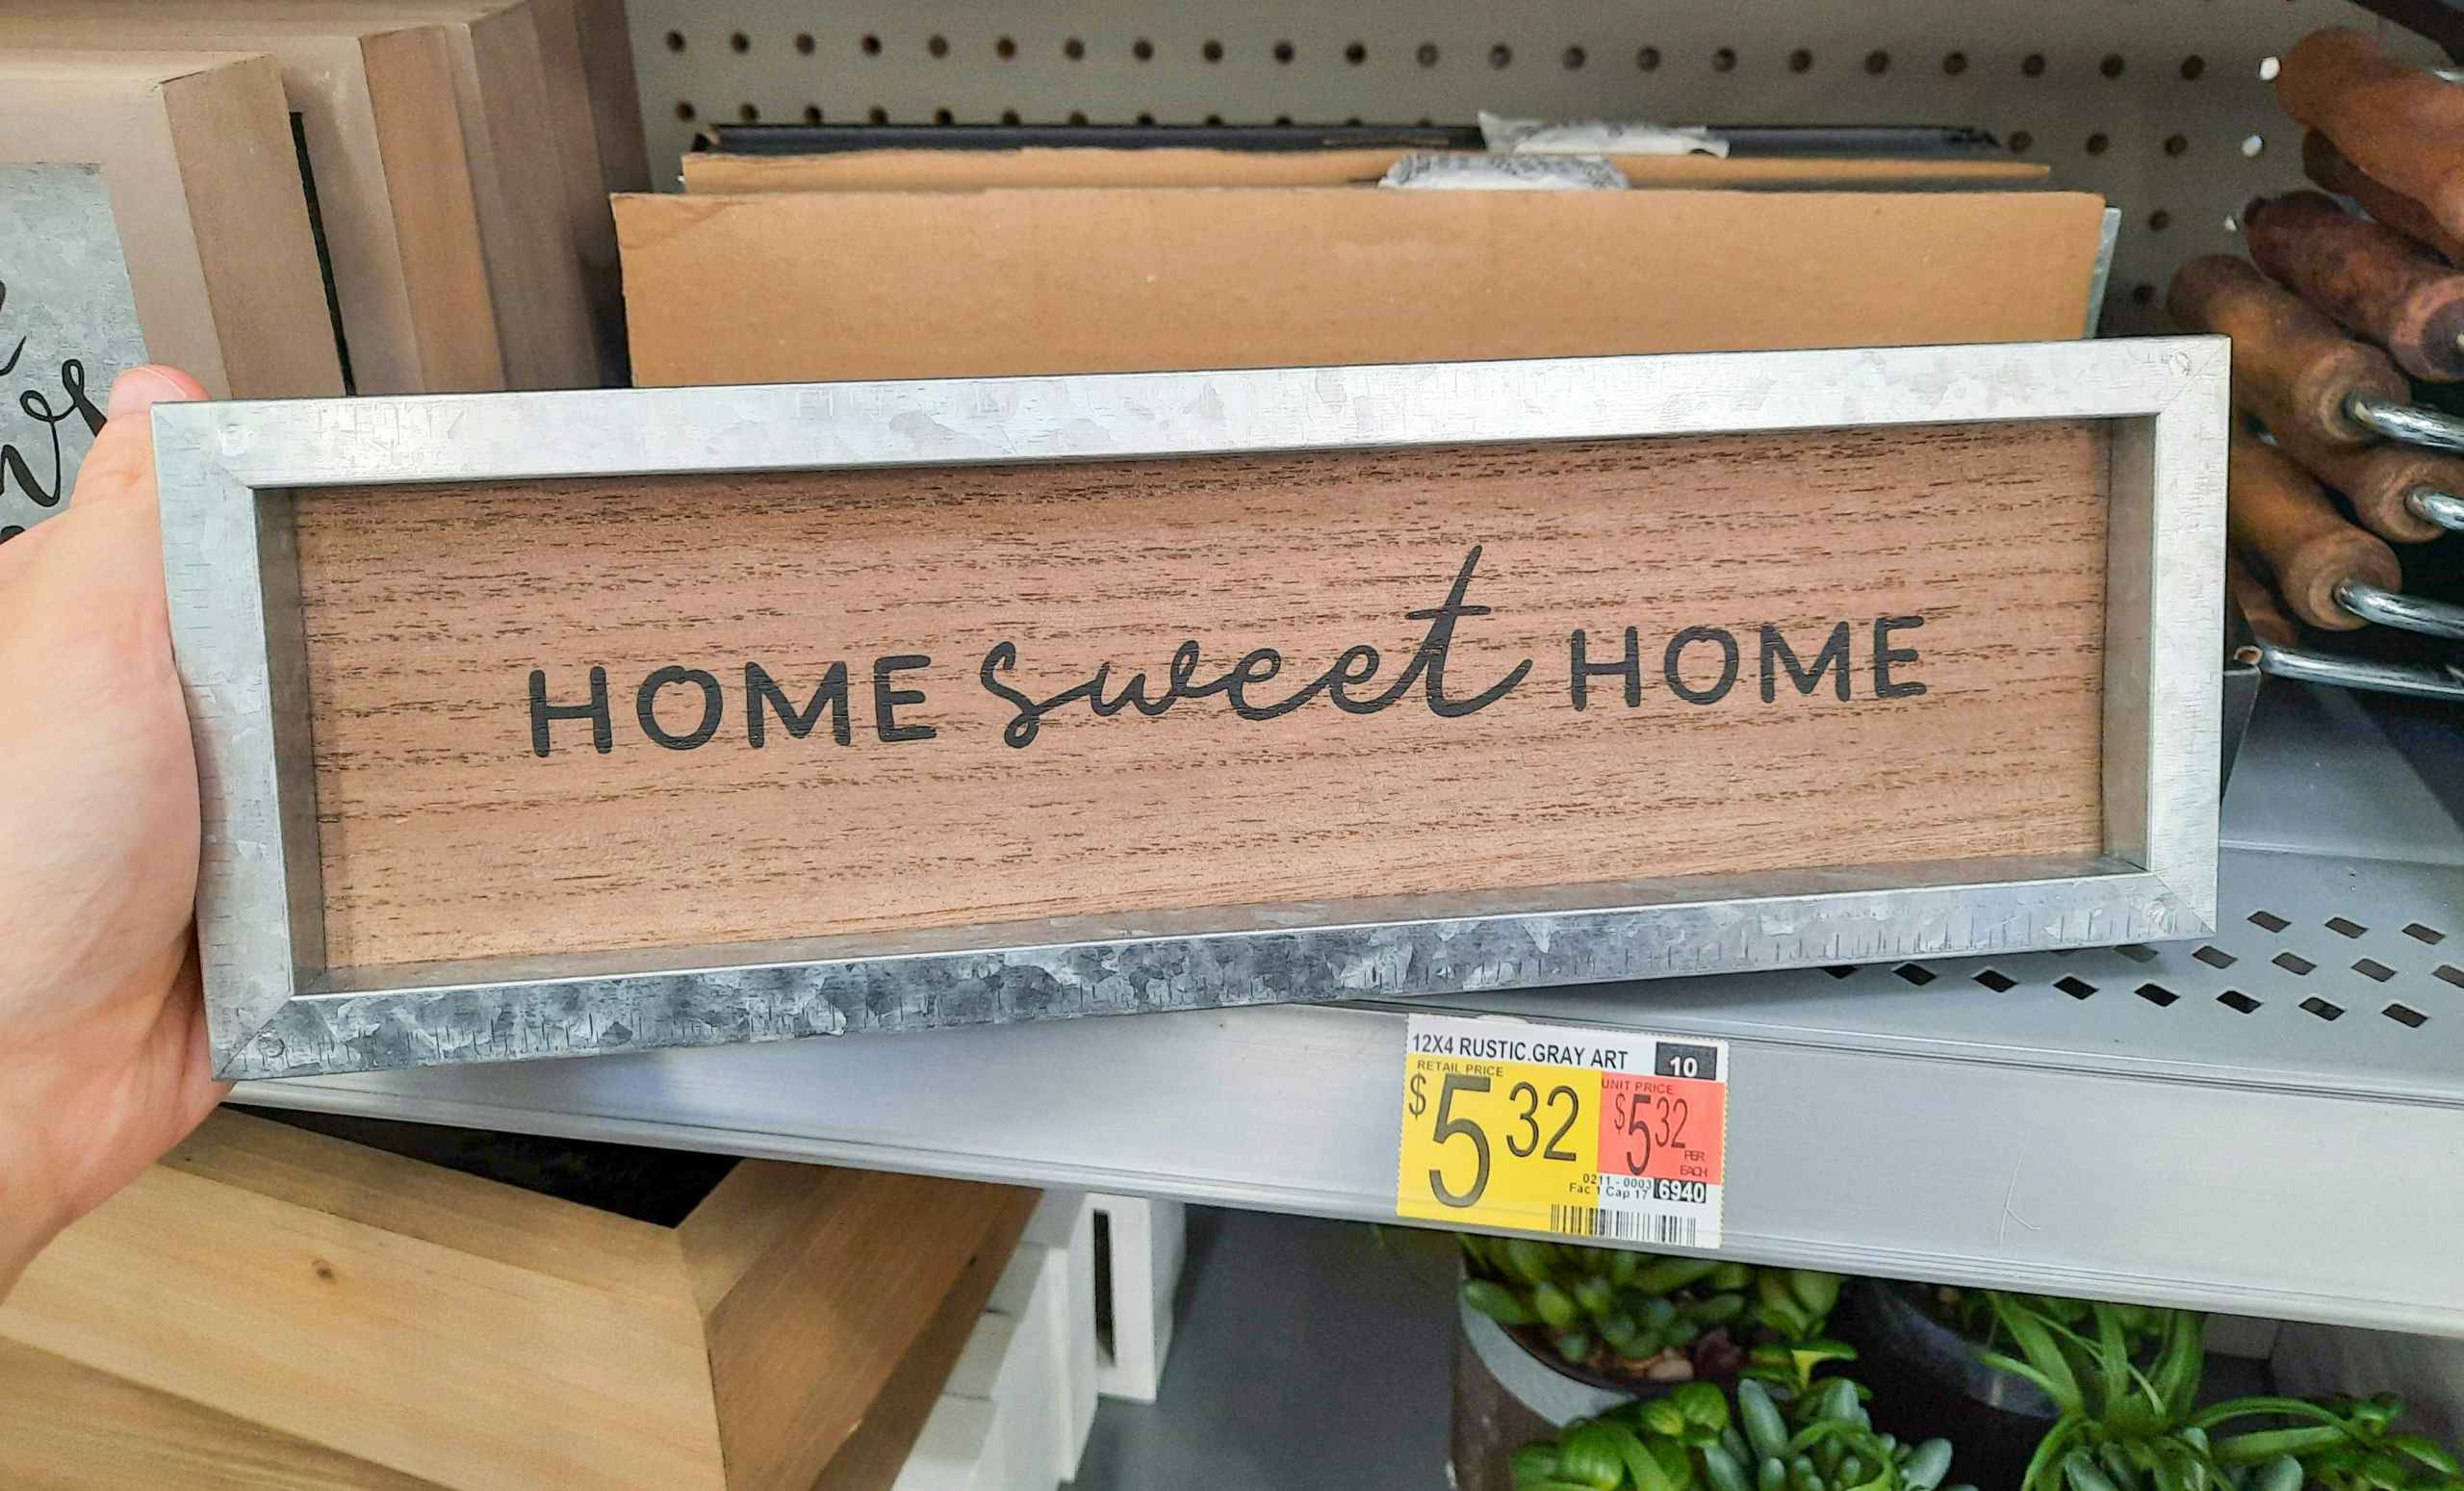 HOME sweet HOME
12X4 RUSTIC.GRAY ART 10
RETAIL PRICE
$5 32
UNIT PRICE
$5 32
PER
EACH
0211-0003
Fac 1 Cap 17 6940